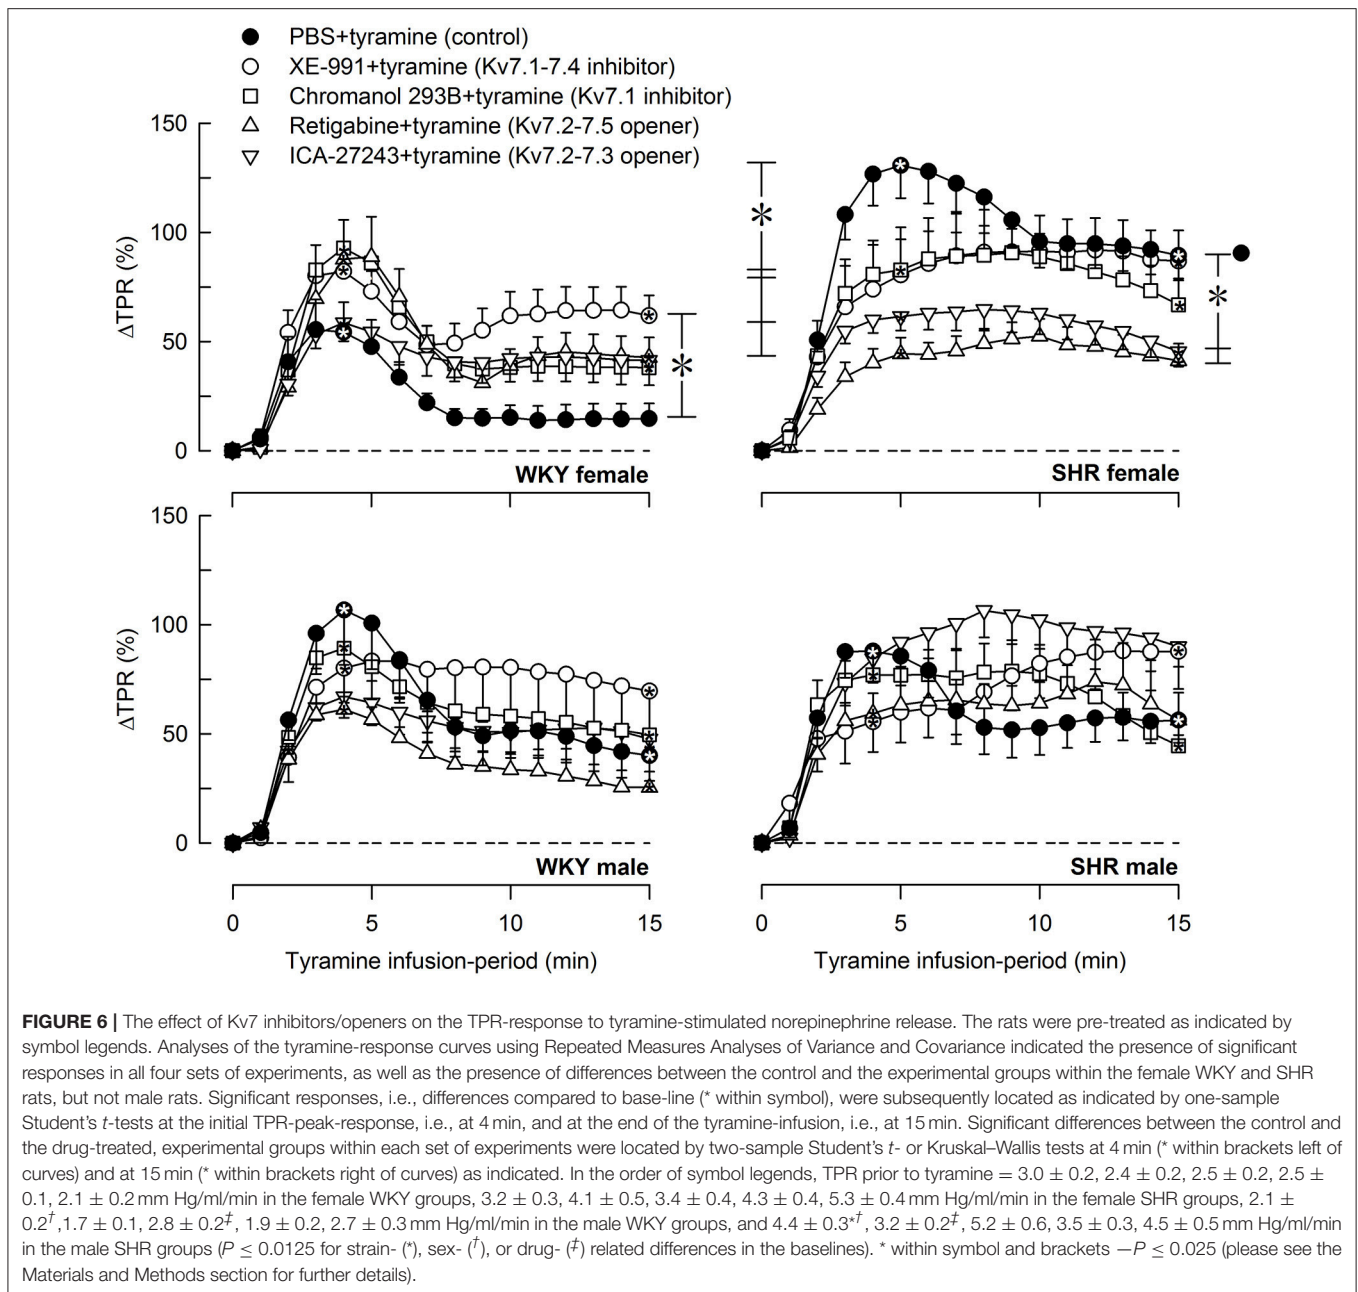 PBS+tyramine (control)
XE-991+tyramine (Kv7.1-7.4 inhibitor)
Chromanol 293B+tyramine (Kv7.1 inhibitor)
Retigabine+tyramine (Kv7.2-7.5 opener)
ICA-27243+tyramine (Kv7.2-7.3 opener)
150
100
50
0
ΔTPR (%)
WKY female
*
*
SHR female
*
150
100
50
0
ΔTPR (%)
WKY male
SHR male
0 5 10 15
0 5 10 15
Tyramine infusion-period (min)
Tyramine infusion-period (min)
FIGURE 6 | The effect of Kv7 inhibitors/openers on the TPR-response to tyramine-stimulated norepinephrine release. The rats were pre-treated as indicated by
symbol legends. Analyses of the tyramine-response curves using Repeated Measures Analyses of Variance and Covariance indicated the presence of significant
responses in all four sets of experiments, as well as the presence of differences between the control and the experimental groups within the female WKY and SHR
rats, but not male rats. Significant responses, i.e., differences compared to base-line (* within symbol), were subsequently located as indicated by one-sample
Student's t-tests at the initial TPR-peak-response, i.e., at 4 min, and at the end of the tyramine-infusion, i.e., at 15 min. Significant differences between the control and
the drug-treated, experimental groups within each set of experiments were located by two-sample Student's t- or Kruskal–Wallis tests at 4 min (* within brackets left of
curves) and at 15 min (* within brackets right of curves) as indicated. In the order of symbol legends, TPR prior to tyramine = 3.0 ± 0.2, 2.4 ± 0.2, 2.5 ± 0.2, 2.5 ±
0.1, 2.1 ± 0.2 mm Hg/ml/min in the female WKY groups, 3.2 ± 0.3, 4.1 ± 0.5, 3.4 ± 0.4, 4.3 ± 0.4, 5.3 ± 0.4 mm Hg/ml/min in the female SHR groups, 2.1 ±
0.2†,1.7 ± 0.1, 2.8 ± 0.2‡, 1.9 ± 0.2, 2.7 ± 0.3 mm Hg/ml/min in the male WKY groups, and 4.4 ± 0.3*†, 3.2 ± 0.2‡, 5.2 ± 0.6, 3.5 ± 0.3, 4.5 ± 0.5 mm Hg/ml/min
in the male SHR groups (P ≤ 0.0125 for strain- (*), sex- (†), or drug- (‡) related differences in the baselines). * within symbol and brackets —P ≤ 0.025 (please see the
Materials and Methods section for further details).